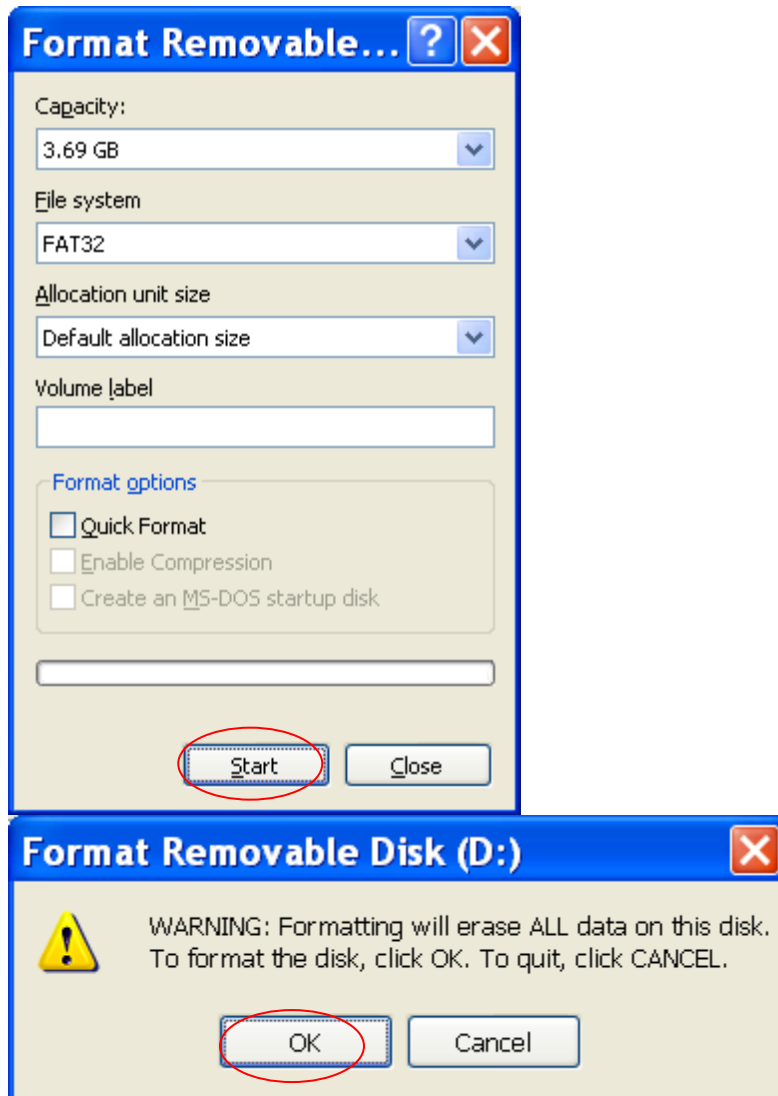 Format Removable...
Capacity:
3.69 GB
File system
FAT32
Allocation unit size
Default allocation size
Volume label
Format options
Quick Format
Enable Compression
Create an MS-DOS startup disk
Start Close
Format Removable Disk (D:)
WARNING: Formatting will erase ALL data on this disk.
To format the disk, click OK. To quit, click CANCEL.
OK Cancel